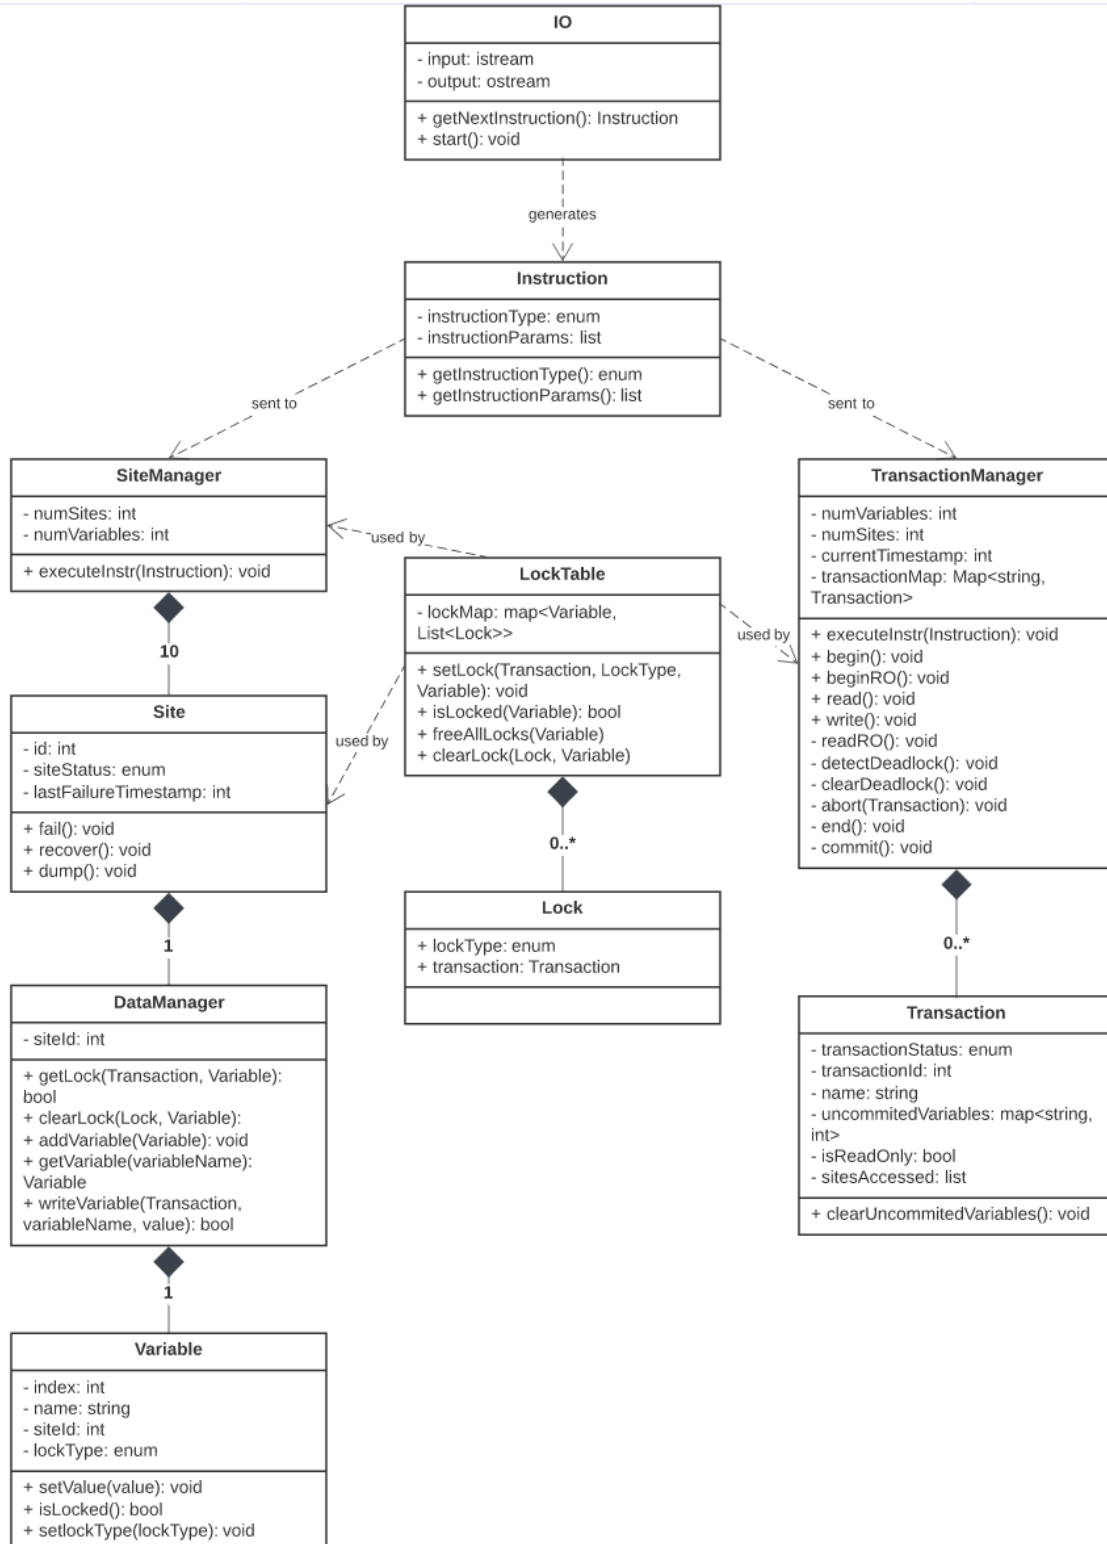 IO
- input: istream
- output: ostream
+ getNextInstruction(): Instruction
+ start(): void
generates
Instruction
- instructionType: enum
- instructionParams: list
+ getInstructionType(): enum
+ getInstructionParams(): list
sent to
sent to
SiteManager
- numSites: int
- numVariables: int
+ executeInstr(Instruction): void
10
Site
- id: int
- siteStatus: enum
- lastFailureTimestamp: int
+ fail(): void
+ recover(): void
+ dump(): void
1
DataManager
- siteId: int
+ getLock(Transaction, Variable):
bool
+ clearLock(Lock, Variable):
+ addVariable(Variable): void
+ getVariable(variableName):
Variable
+ writeVariable(Transaction,
variableName, value): bool
1
Variable
- index: int
- name: string
- siteId: int
- lockType: enum
+ setValue(value): void
+ isLocked(): bool
+ setlockType(lockType): void
used by
used by
used by
LockTable
- lockMap: map<Variable,
List<Lock>>
+ setLock(Transaction, LockType,
Variable): void
+ isLocked(Variable): bool
+ freeAllLocks(Variable)
+ clearLock(Lock, Variable)
0..*
Lock
+ lockType: enum
+ transaction: Transaction
TransactionManager
- numVariables: int
- numSites: int
- currentTimestamp: int
- transactionMap: Map<string,
Transaction>
+ executeInstr(Instruction): void
+ begin(): void
+ beginRO(): void
+ read(): void
+ write(): void
- readRO(): void
- detectDeadlock(): void
- clearDeadlock(): void
- abort(Transaction): void
- end(): void
- commit(): void
0..*
Transaction
- transactionStatus: enum
- transactionId: int
- name: string
- uncommitedVariables: map<string,
int>
- isReadOnly: bool
- sitesAccessed: list
+ clearUncommitedVariables(): void